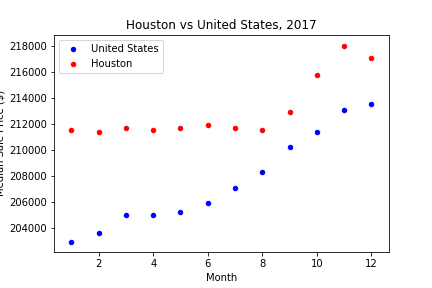 Houston vs United States, 2017
United States
Houston
218000
216000
214000
212000
210000
208000
206000
204000
Median Sale Price ($)
2
4
6
8
10
12
Month